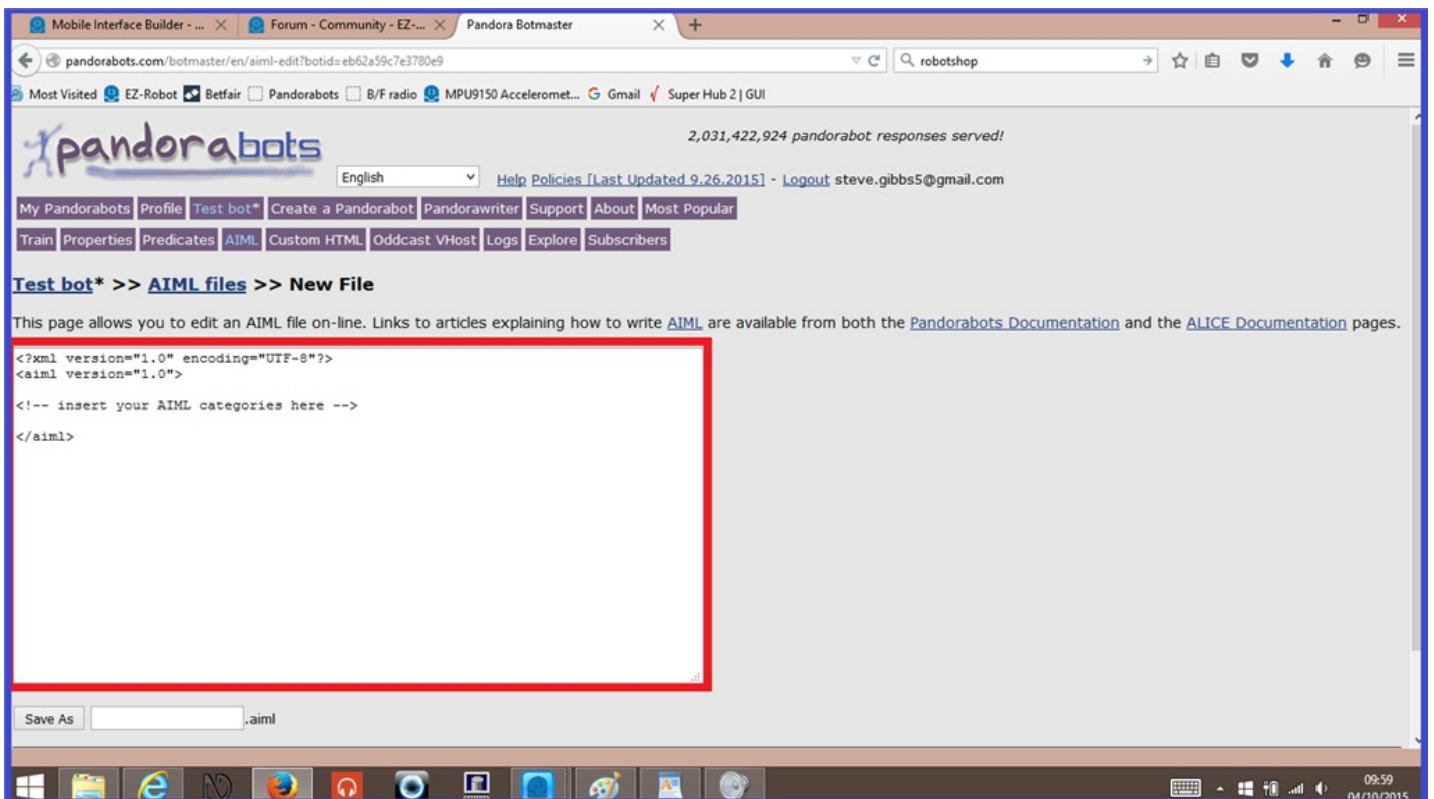 Mobile Interface Builder - ...
Forum - Community - EZ-...
Pandora Botmaster
pandorabots.com/botmaster/en/aiml-edit?botid=eb62a59c7e3780e9
robotshop
Most Visited EZ-Robot Betfair Pandorabots B/F radio MPU9150 Acceleromet... Gmail Super Hub 2 | GUI
pandorabots
2,031,422,924 pandorabot responses served!
English Help Policies [Last Updated 9.26.2015] - Logout steve.gibbs5@gmail.com
My Pandorabots Profile Test bot* Create a Pandorabot Pandorawriter Support About Most Popular
Train Properties Predicates AIML Custom HTML Oddcast VHost Logs Explore Subscribers
Test bot* >> AIML files >> New File
This page allows you to edit an AIML file on-line. Links to articles explaining how to write AIML are available from both the Pandorabots Documentation and the ALICE Documentation pages.
<?xml version="1.0" encoding="UTF-8"?>
<aiml version="1.0">
<!-- insert your AIML categories here -->
</aiml>
Save As .aiml
09:59
04/10/2015